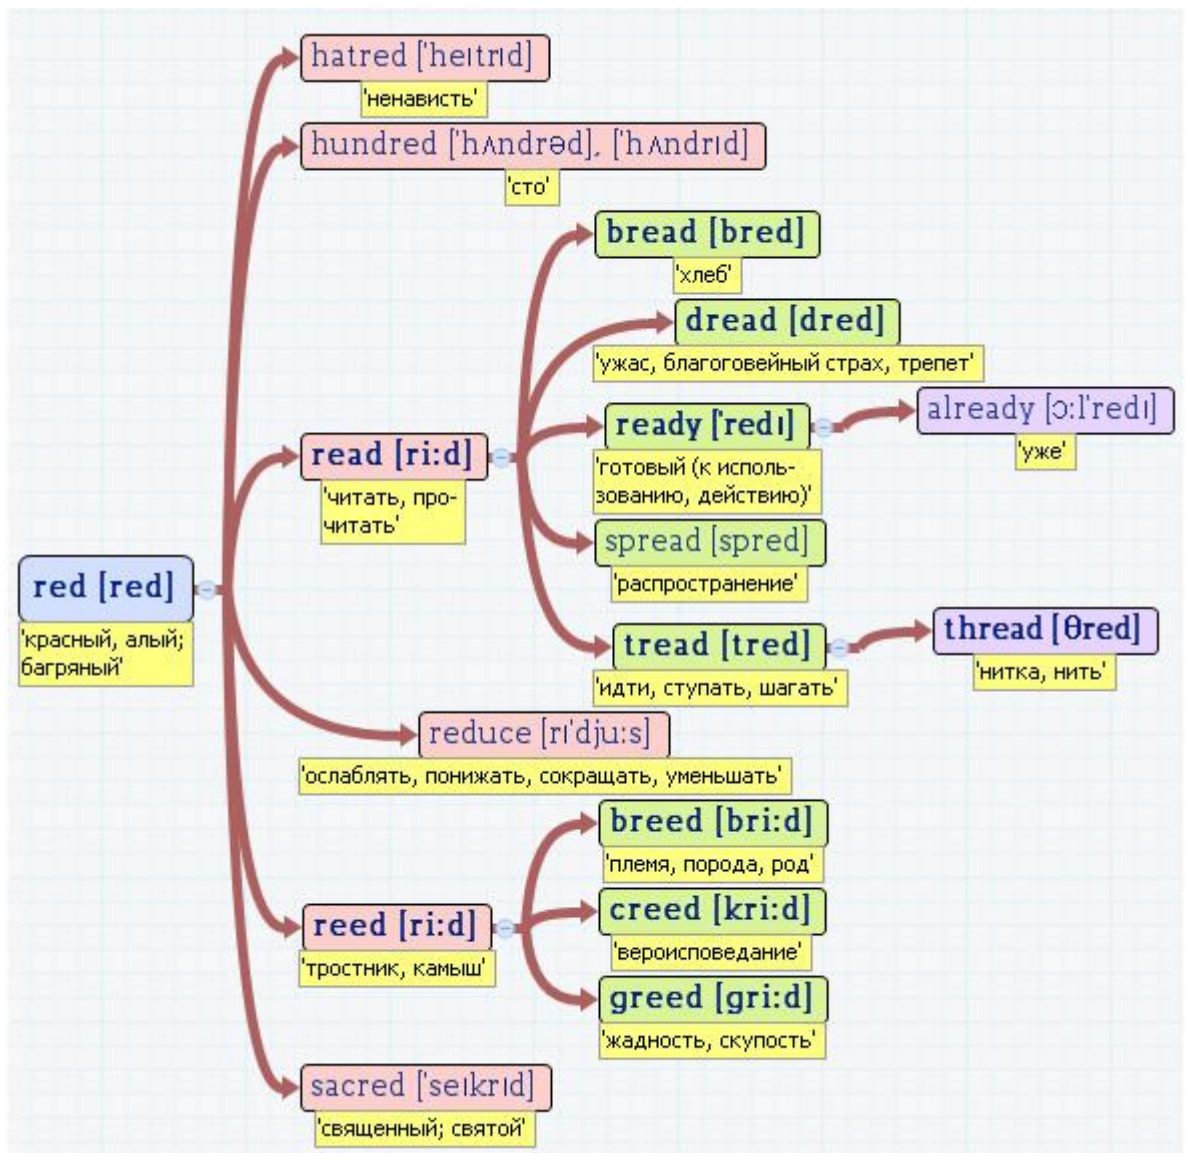 hatred ['heɪtrɪd]
'ненависть'
hundred ['hʌndrəd], ['hʌndrɪd]
'сто'
bread [bred]
'хлеб'
dread [dred]
'ужас, благоговейный страх, трепет'
ready ['redɪ]
'готовый (к исполь-
зованию, действию)'
already [ɔ:l'redɪ]
'уже'
read [ri:d]
'читать, про-
читать'
spread [spred]
'распространение'
red [red]
'красный, алый;
багряный'
tread [tred]
'идти, ступать, шагать'
thread [θred]
'нитка, нить'
reduce [rɪ'dju:s]
'ослаблять, понижать, сокращать, уменьшать'
breed [bri:d]
'племя, порода, род'
reed [ri:d]
'тростник, камыш'
creed [kri:d]
'вероисповедание'
greed [gri:d]
'жадность, скупость'
sacred ['seɪkrɪd]
'священный; святой'